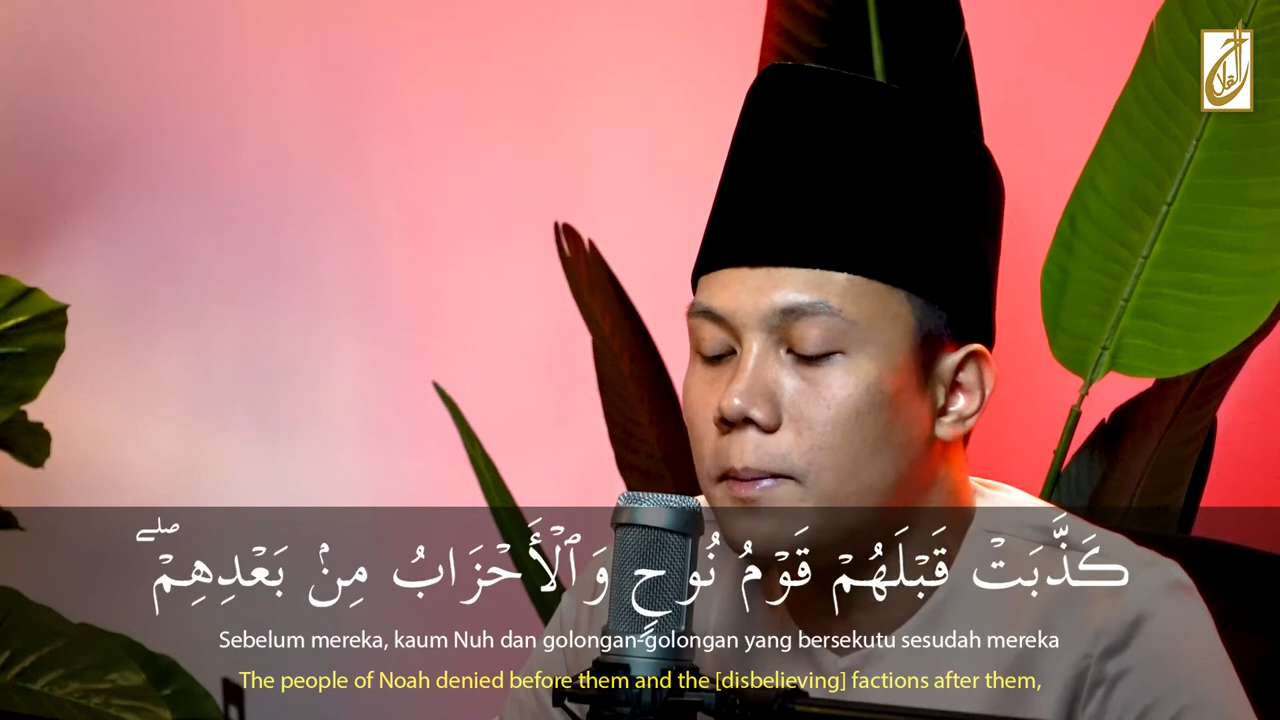 الفلاح
كَذَّبَتْ قَبْلَهُمْ قَوْمُ نُوحٍ وَٱلْأَحْزَابُ مِنۢ بَعْدِهِمْ ۖ
Sebelum mereka, kaum Nuh dan golongan-golongan yang bersekutu sesudah mereka
The people of Noah denied before them and the [disbelieving] factions after them,